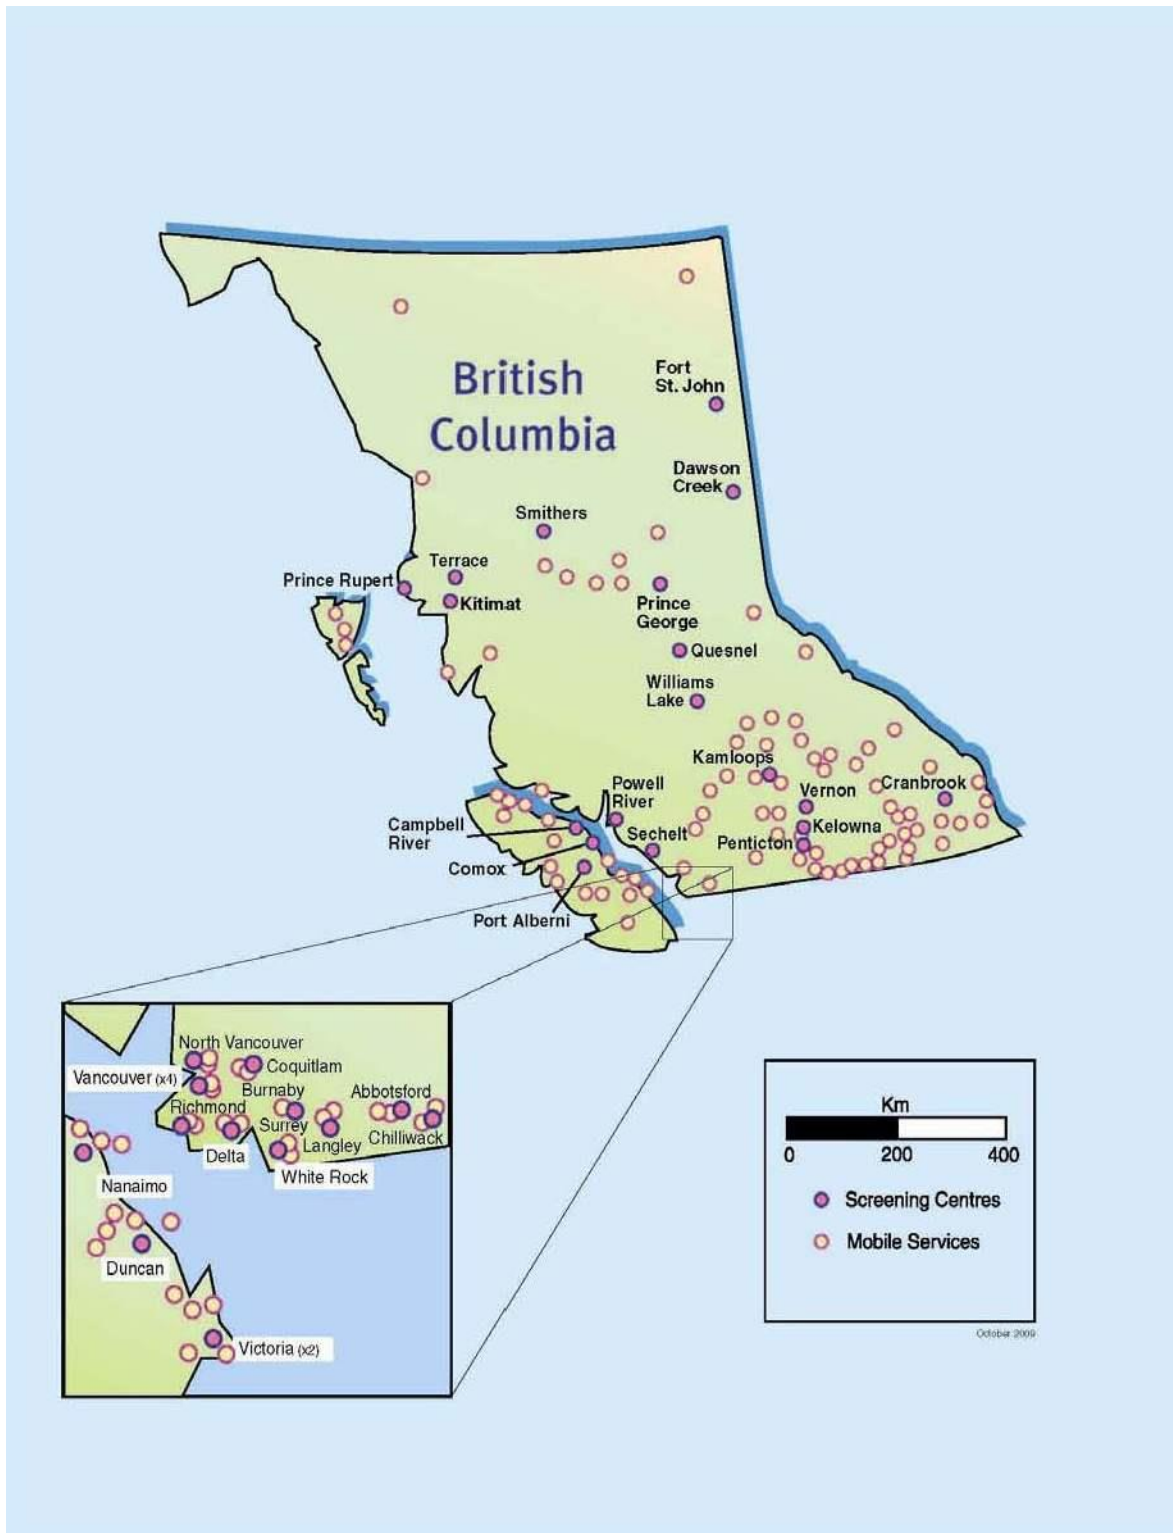 British
Columbia
Fort
St. John
Dawson
Creek
Smithers
Terrace
Prince Rupert
Kitimat
Prince
George
Quesnel
Williams
Lake
Kamloops
Powell
River
Vernon
Cranbrook
Campbell
River
Sechelt
Kelowna
Penticton
Comox
Port Alberni
North Vancouver
Coquitlam
Vancouver (x4)
Burnaby
Abbotsford
Richmond
Surrey
Chilliwack
Langley
Delta
White Rock
Nanaimo
Duncan
Victoria (x2)
Km
0 200 400
Screening Centres
Mobile Services
October 2009